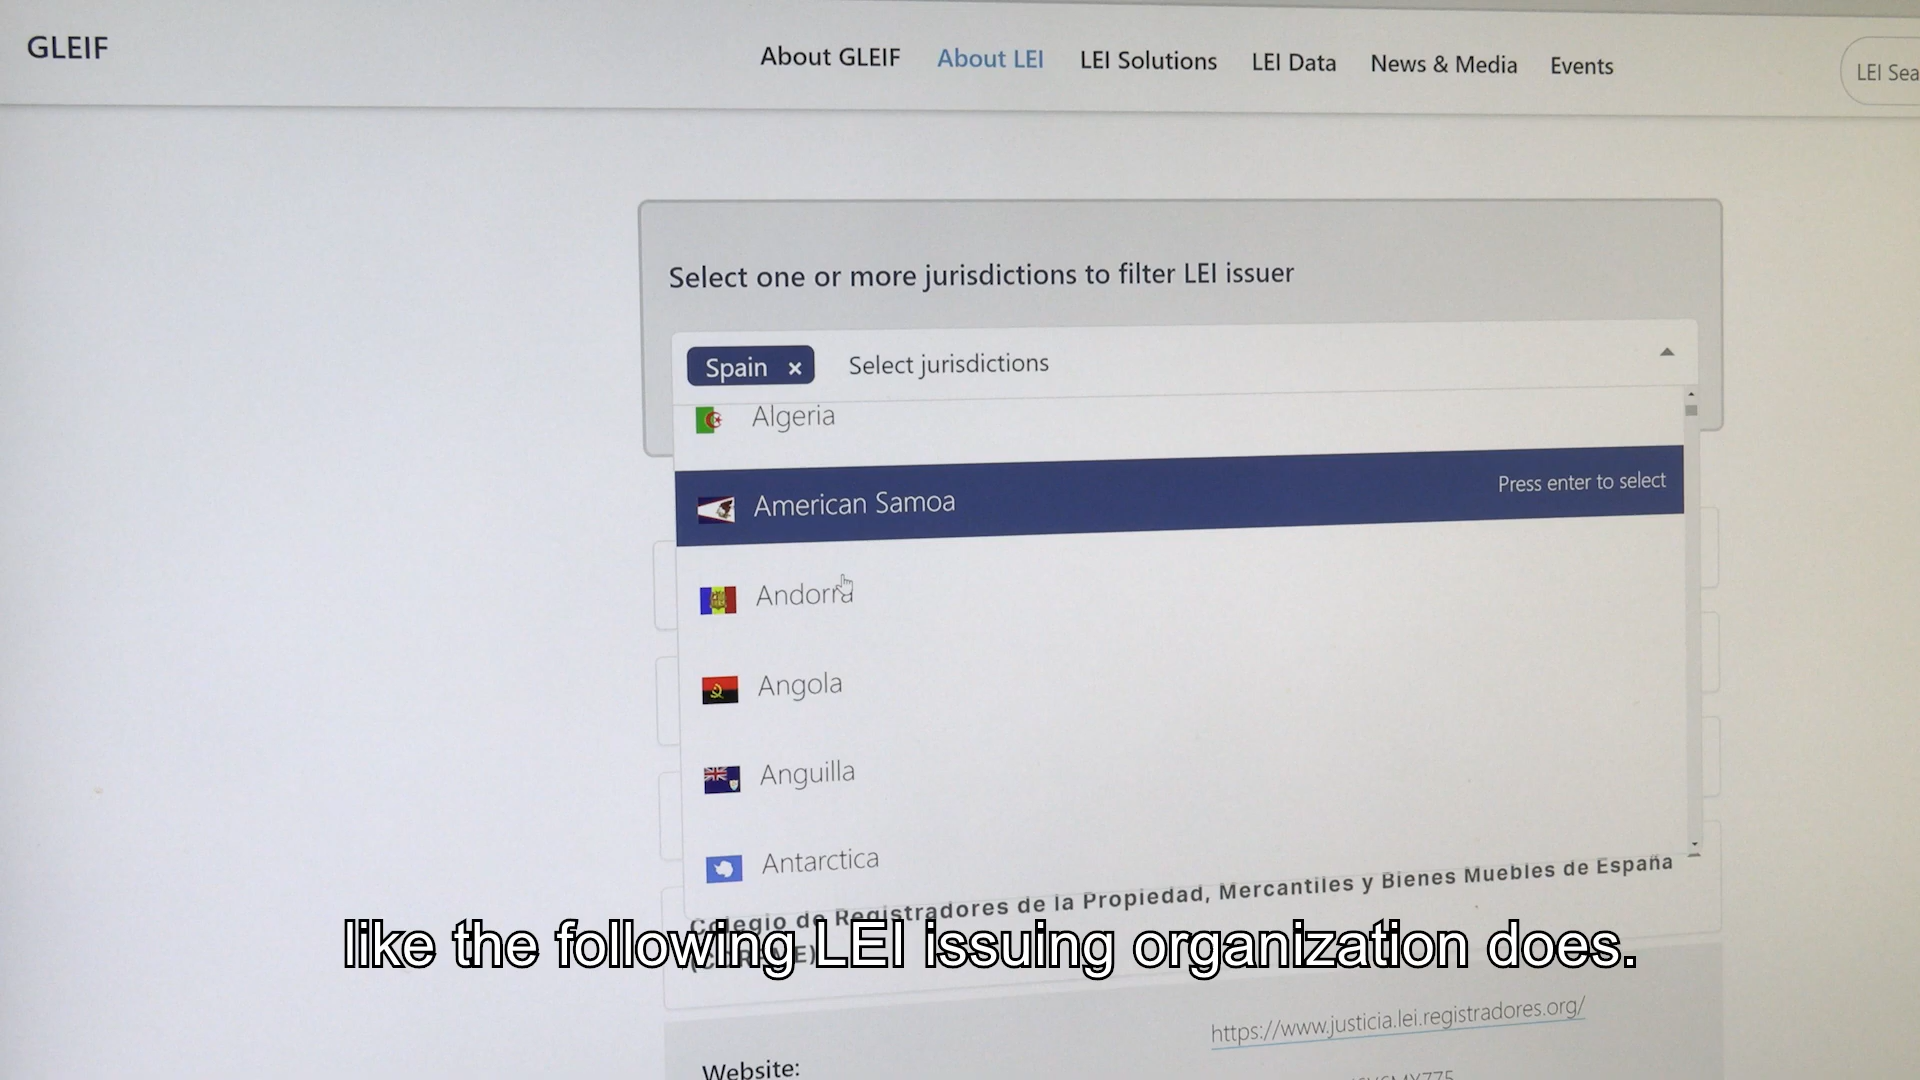 GLEIF
About GLEIF About LEI LEI Solutions LEI Data News & Media Events
LEI Sea
Select one or more jurisdictions to filter LEI issuer
Spain × Select jurisdictions
Algeria
American Samoa Press enter to select
Andorra
Angola
Anguilla
Antarctica
Colegio de Registradores de la Propiedad, Mercantiles y Bienes Muebles de España
like the following LEI issuing organization does.
https://www.justicia.lei.registradores.org/
Website: